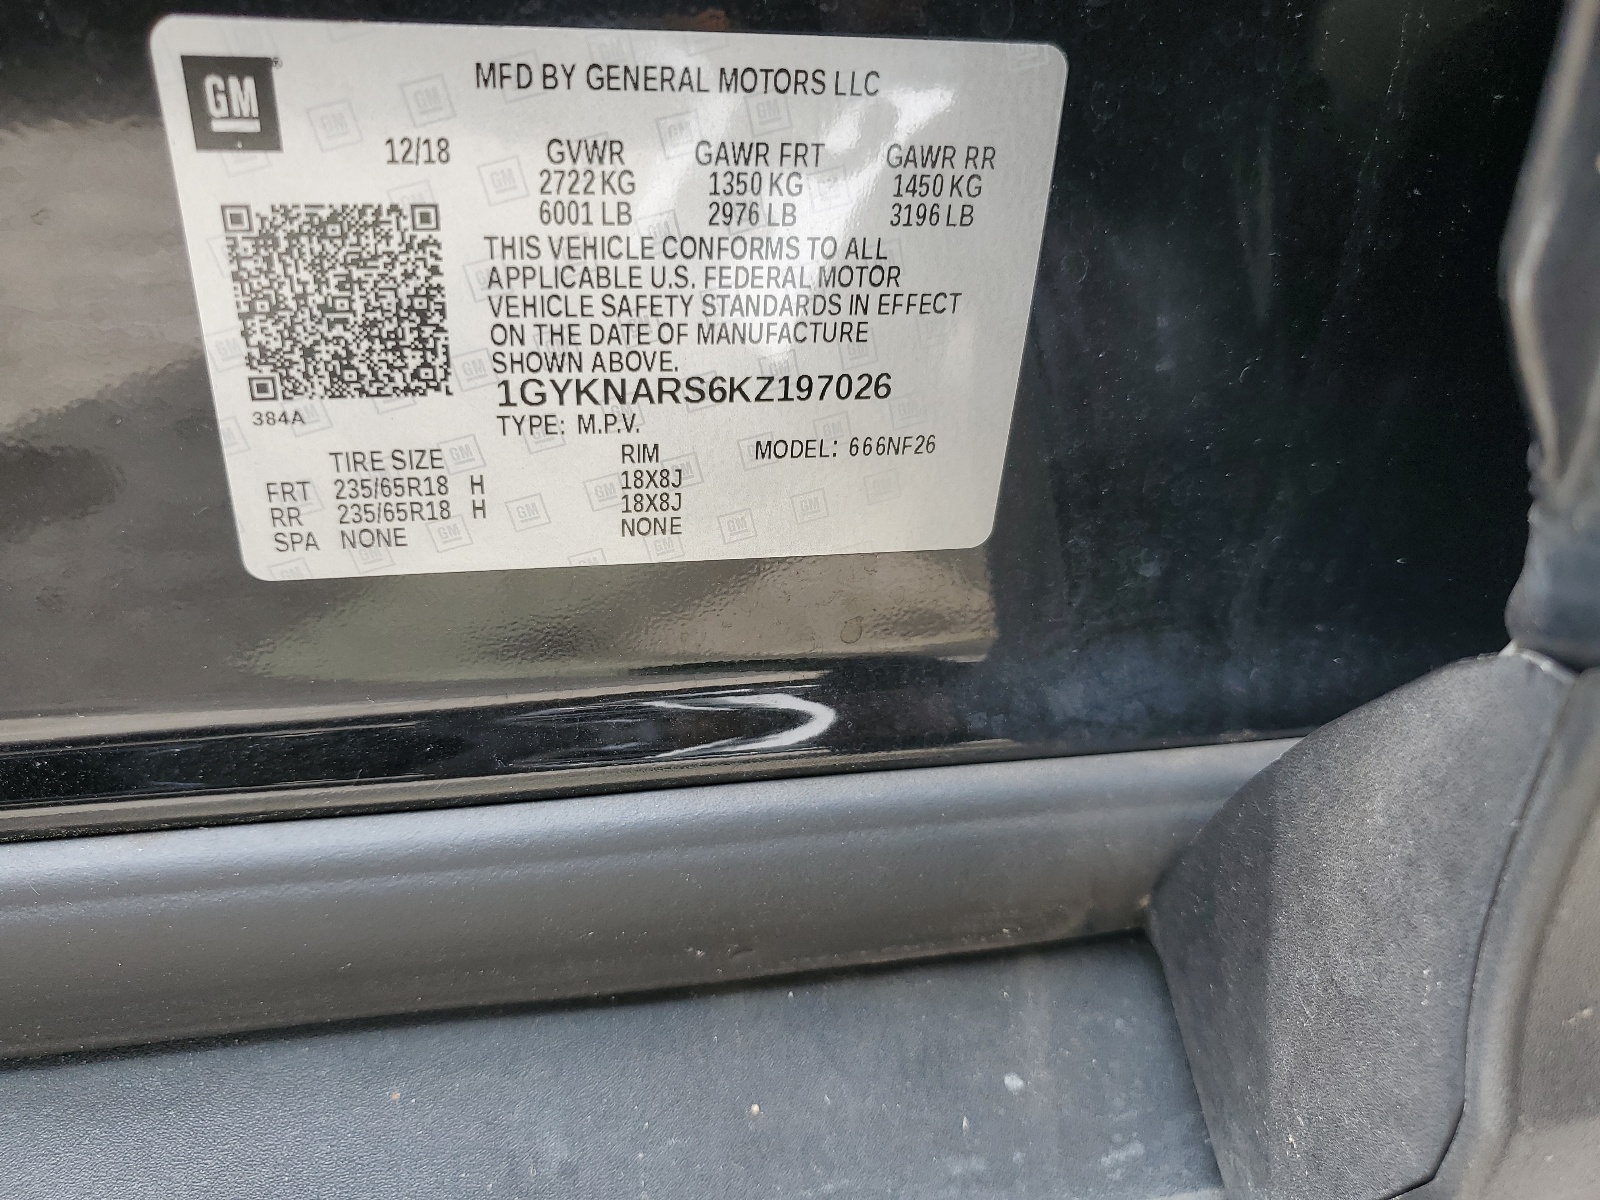 GM
MFD BY GENERAL MOTORS LLC
12/18 GVWR GAWR FRT GAWR RR
2722 KG 1350 KG 1450 KG
6001 LB 2976 LB 3196 LB
THIS VEHICLE CONFORMS TO ALL
APPLICABLE U.S. FEDERAL MOTOR
VEHICLE SAFETY STANDARDS IN EFFECT
ON THE DATE OF MANUFACTURE
SHOWN ABOVE.
1GYKNARS6KZ197026
384A
TYPE: M.P.V.
MODEL: 666NF26
TIRE SIZE RIM
FRT 235/65R18 H 18X8J
RR 235/65R18 H 18X8J
SPA NONE NONE